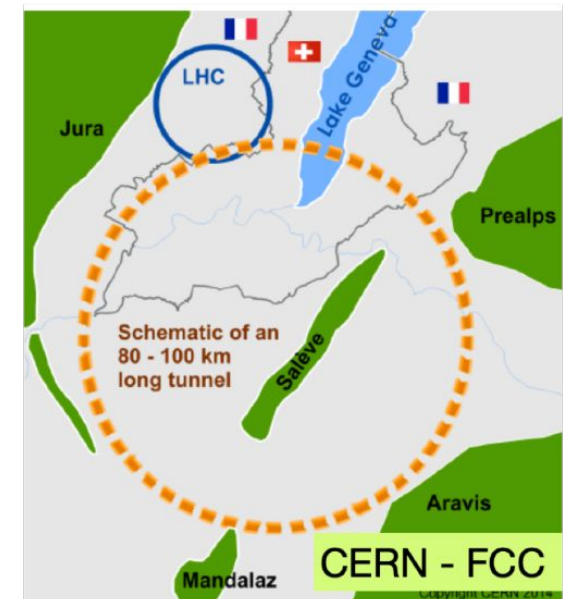 LHC
Lake Geneva
Jura
Prealps
Schematic of an
80 - 100 km
long tunnel
Salève
Aravis
CERN - FCC
Mandalaz
Copyright CERN 2014